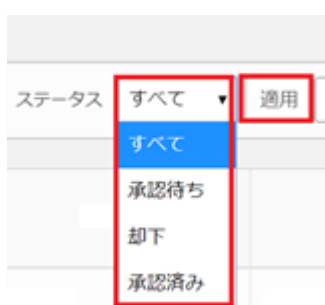 ステータス すべて ▼ 適用
すべて
承認待ち
却下
承認済み